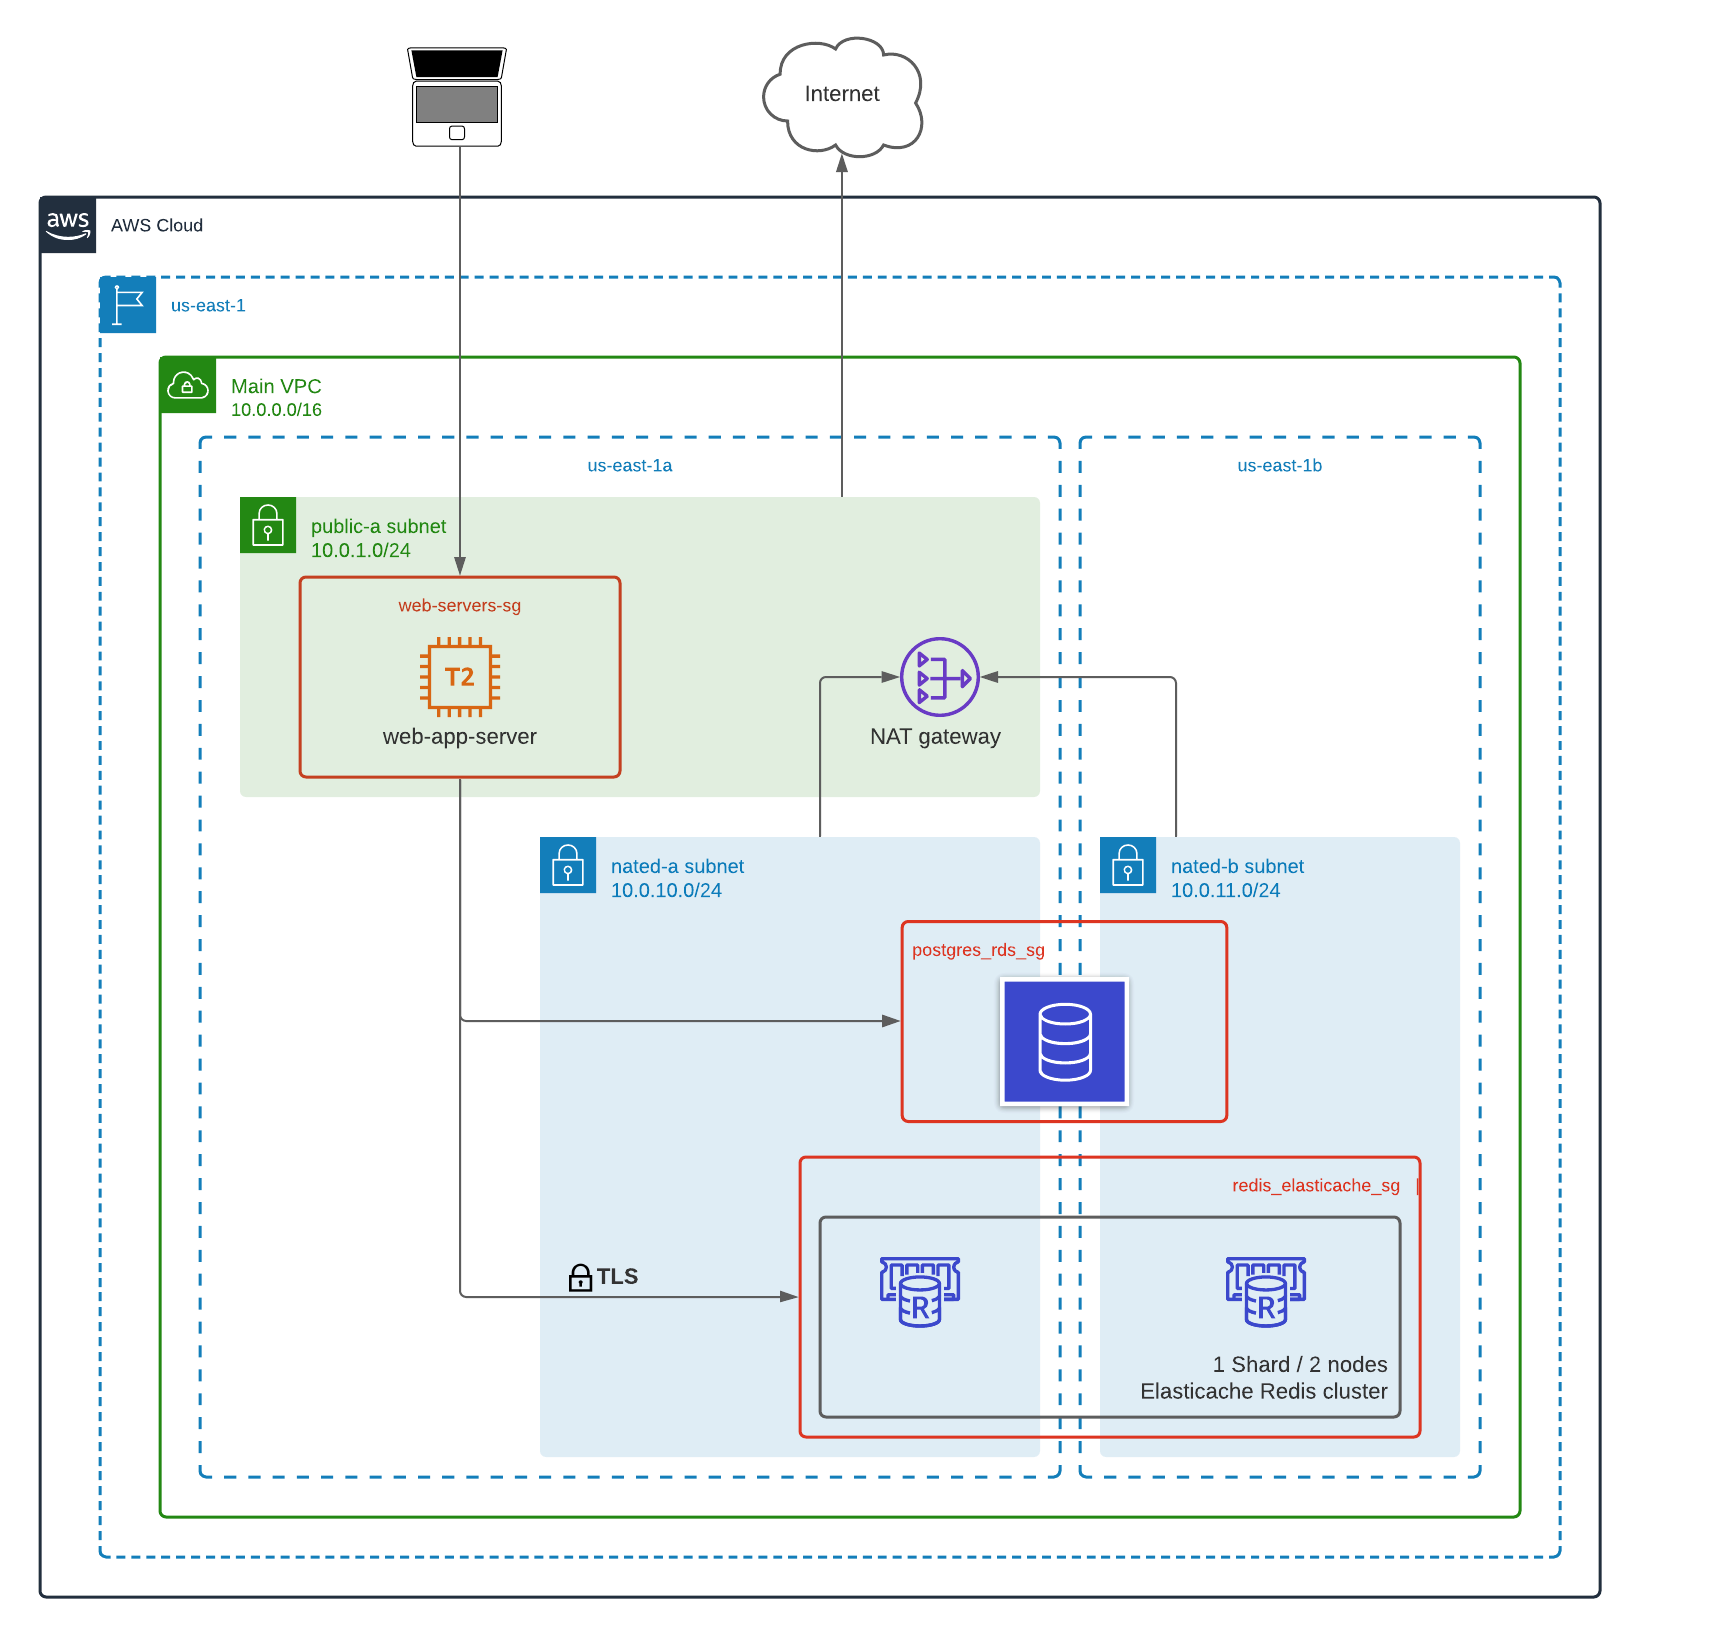 Internet
aws
AWS Cloud
us-east-1
Main VPC
10.0.0.0/16
us-east-1a
us-east-1b
public-a subnet
10.0.1.0/24
web-servers-sg
T2
web-app-server
NAT gateway
nated-a subnet
10.0.10.0/24
nated-b subnet
10.0.11.0/24
postgres_rds_sg
redis_elasticache_sg |
TLS
R
R
1 Shard / 2 nodes
Elasticache Redis cluster